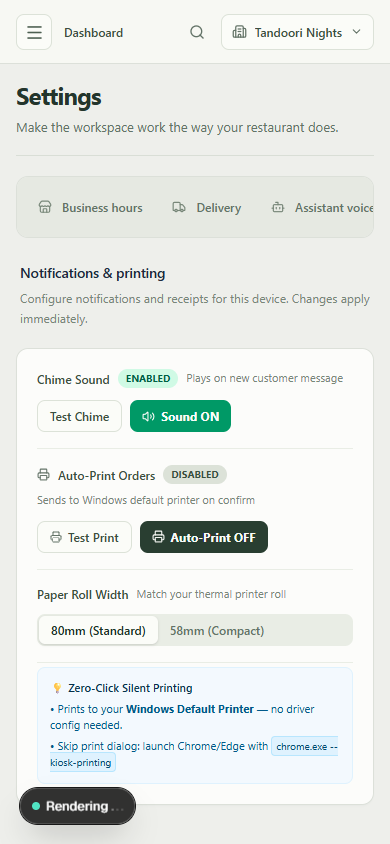 Dashboard
Tandoori Nights
Settings
Make the workspace work the way your restaurant does.
Business hours
Delivery
Assistant voice
Notifications & printing
Configure notifications and receipts for this device. Changes apply
immediately.
Chime Sound ENABLED Plays on new customer message
Test Chime
Sound ON
Auto-Print Orders DISABLED
Sends to Windows default printer on confirm
Test Print
Auto-Print OFF
Paper Roll Width Match your thermal printer roll
80mm (Standard)
58mm (Compact)
💡 Zero-Click Silent Printing
• Prints to your Windows Default Printer — no driver
config needed.
• Skip print dialog: launch Chrome/Edge with chrome.exe --
kiosk-printing
Rendering ...